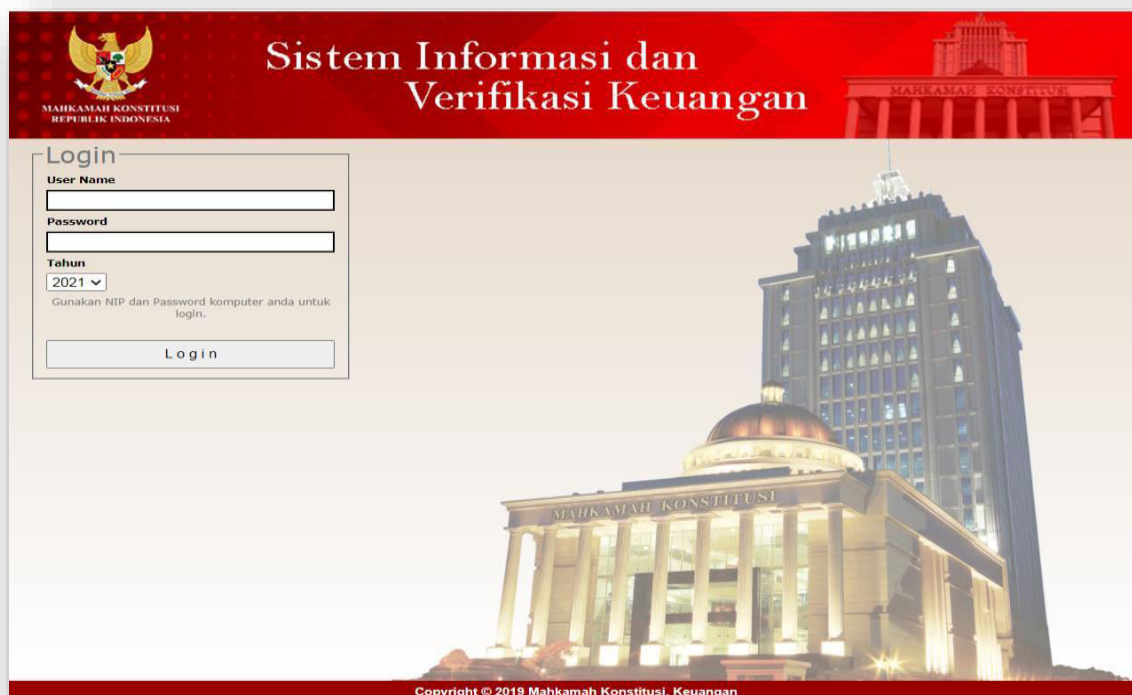 MAHKAMAH KONSTITUSI
REPUBLIK INDONESIA
Sistem Informasi dan
Verifikasi Keuangan
MAHKAMAH KONSTITUSI
Login
User Name
Password
Tahun
2021
Gunakan NIP dan Password komputer anda untuk
login.
Login
MAHKAMAH KONSTITUSI
Copyright © 2019 Mahkamah Konstitusi. Keuangan